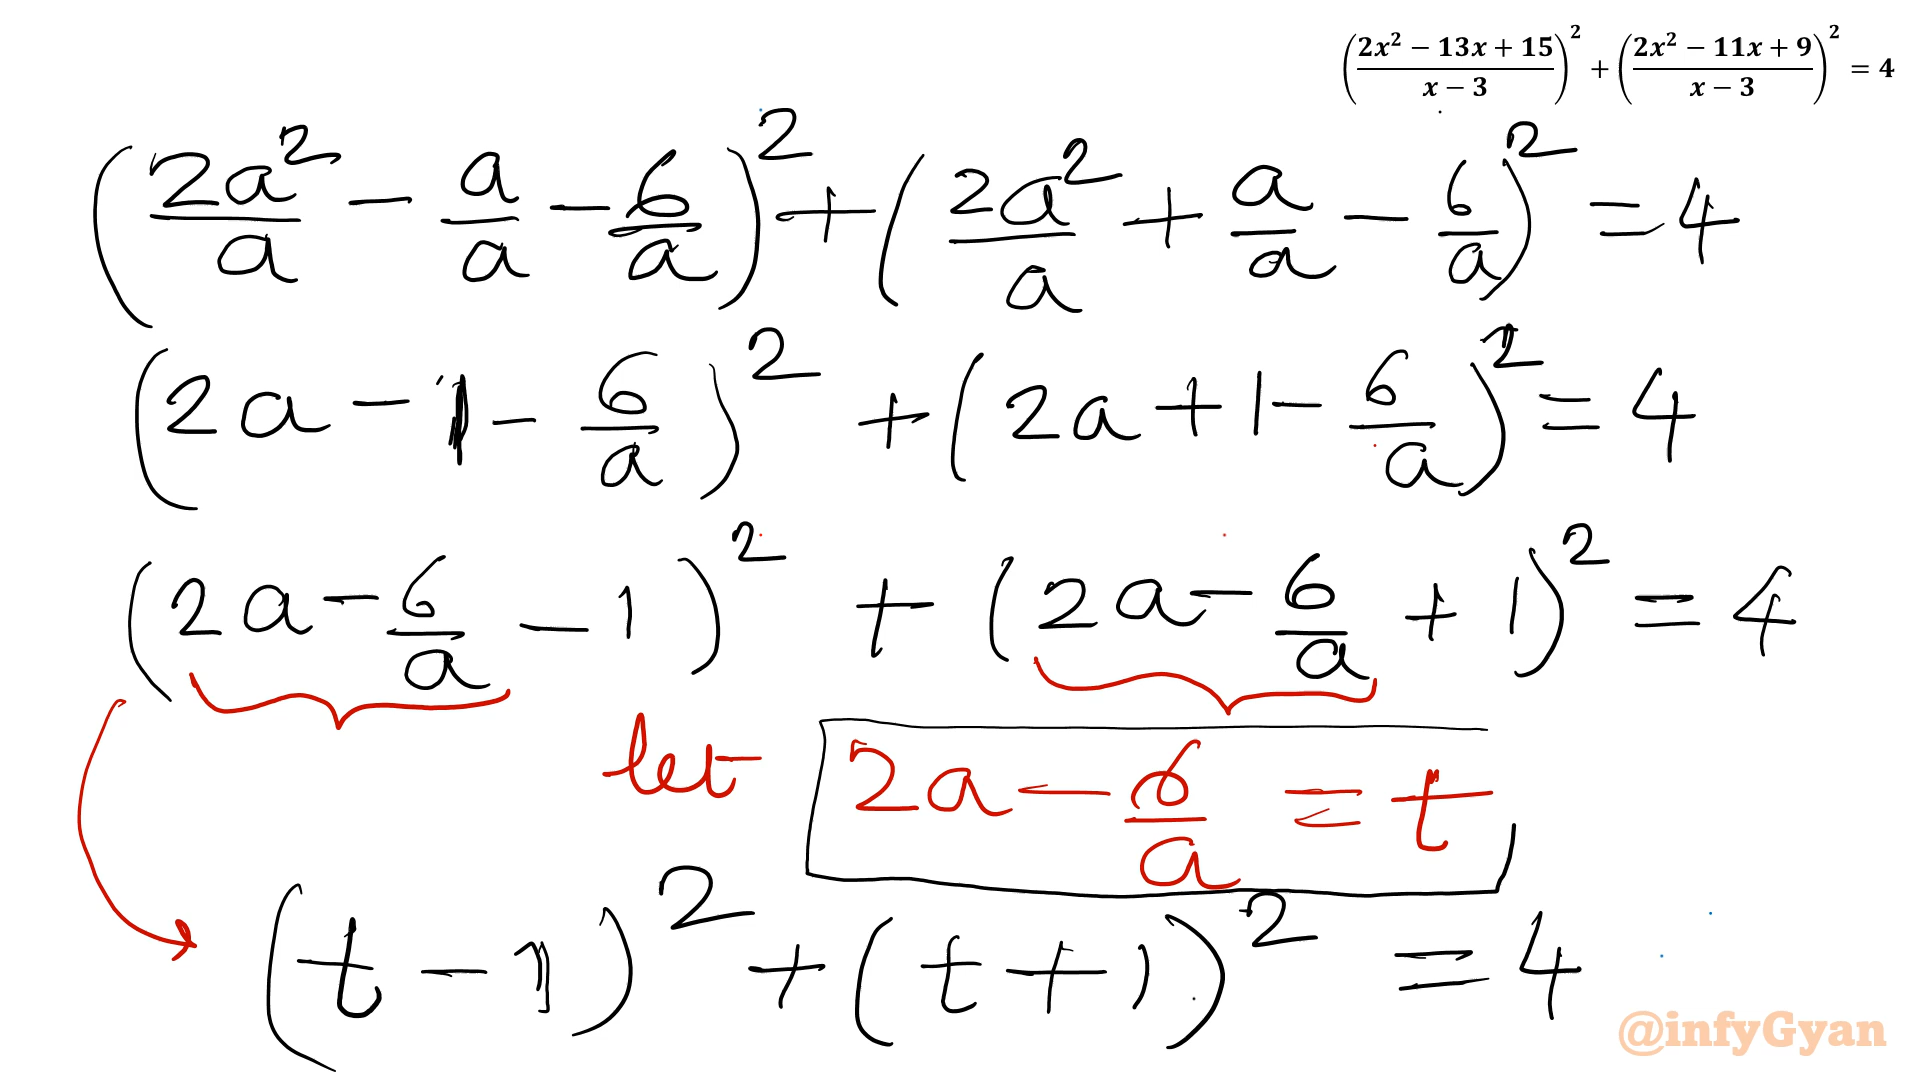 (2x² − 13x + 15 / x − 3)² + (2x² − 11x + 9 / x − 3)² = 4
(2a²/a − a/a − 6/a)² + (2a²/a + a/a − 6/a)² = 4
(2a − 1 − 6/a)² + (2a + 1 − 6/a)² = 4
(2a − 6/a − 1)² + (2a − 6/a + 1)² = 4
let 2a − 6/a = t
(t − 1)² + (t + 1)² = 4
@infyGyan